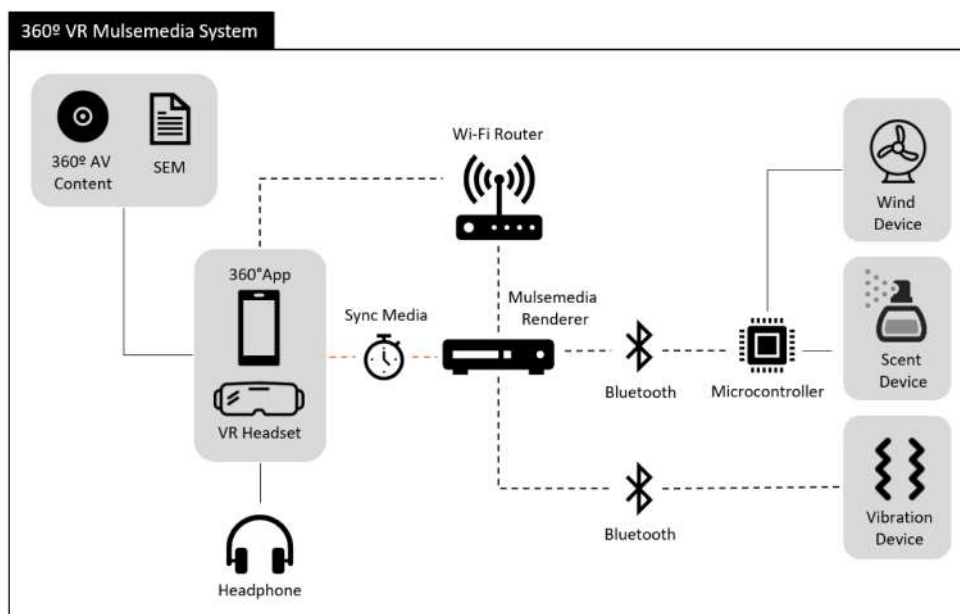 360º VR Mulsemedia System
360º AV
Content
SEM
Wi-Fi Router
Wind
Device
360°App
Sync Media
Mulsemedia
Renderer
VR Headset
Bluetooth
Microcontroller
Scent
Device
Bluetooth
Vibration
Device
Headphone